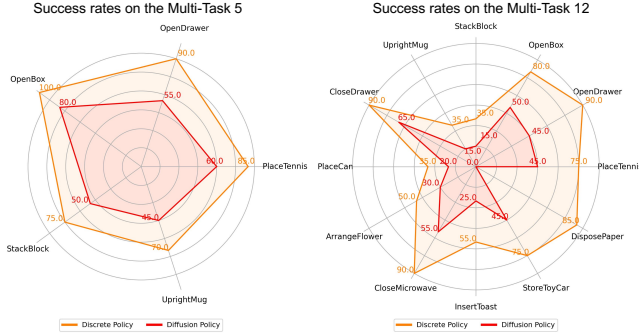 Success rates on the Multi-Task 5
OpenDrawer
90.0
OpenBox
100.0
80.0
55.0
60.0
85.0
PlaceTennis
50.0
75.0
45.0
70.0
StackBlock
UprightMug
Discrete Policy
Diffusion Policy
Success rates on the Multi-Task 12
StackBlock
UprightMug
OpenBox
80.0
CloseDrawer
90.0
OpenDrawer
90.0
50.0
65.0
35.0
35.0
15.0
45.0
15.0
PlaceCan
35.0
20.0
0.0
45.0
75.0
PlaceTenni
30.0
50.0
25.0
45.0
55.0
85.0
ArrangeFlower
DisposePaper
55.0
75.0
90.0
CloseMicrowave
StoreToyCar
InsertToast
Discrete Policy
Diffusion Policy